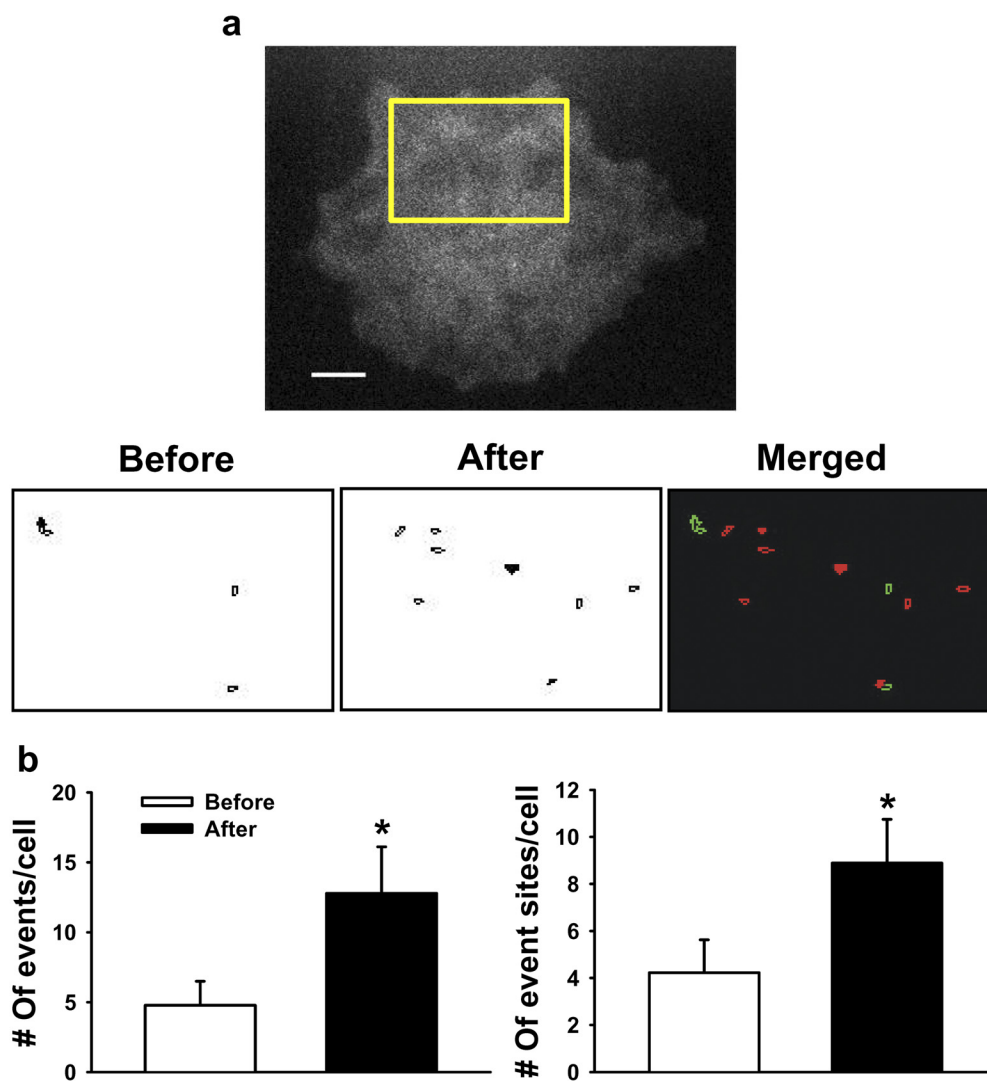 a
Before After Merged
b
20
15
10
5
0
# Of events/cell
Before
After
*
12
10
8
6
4
2
0
# Of event sites/cell
*